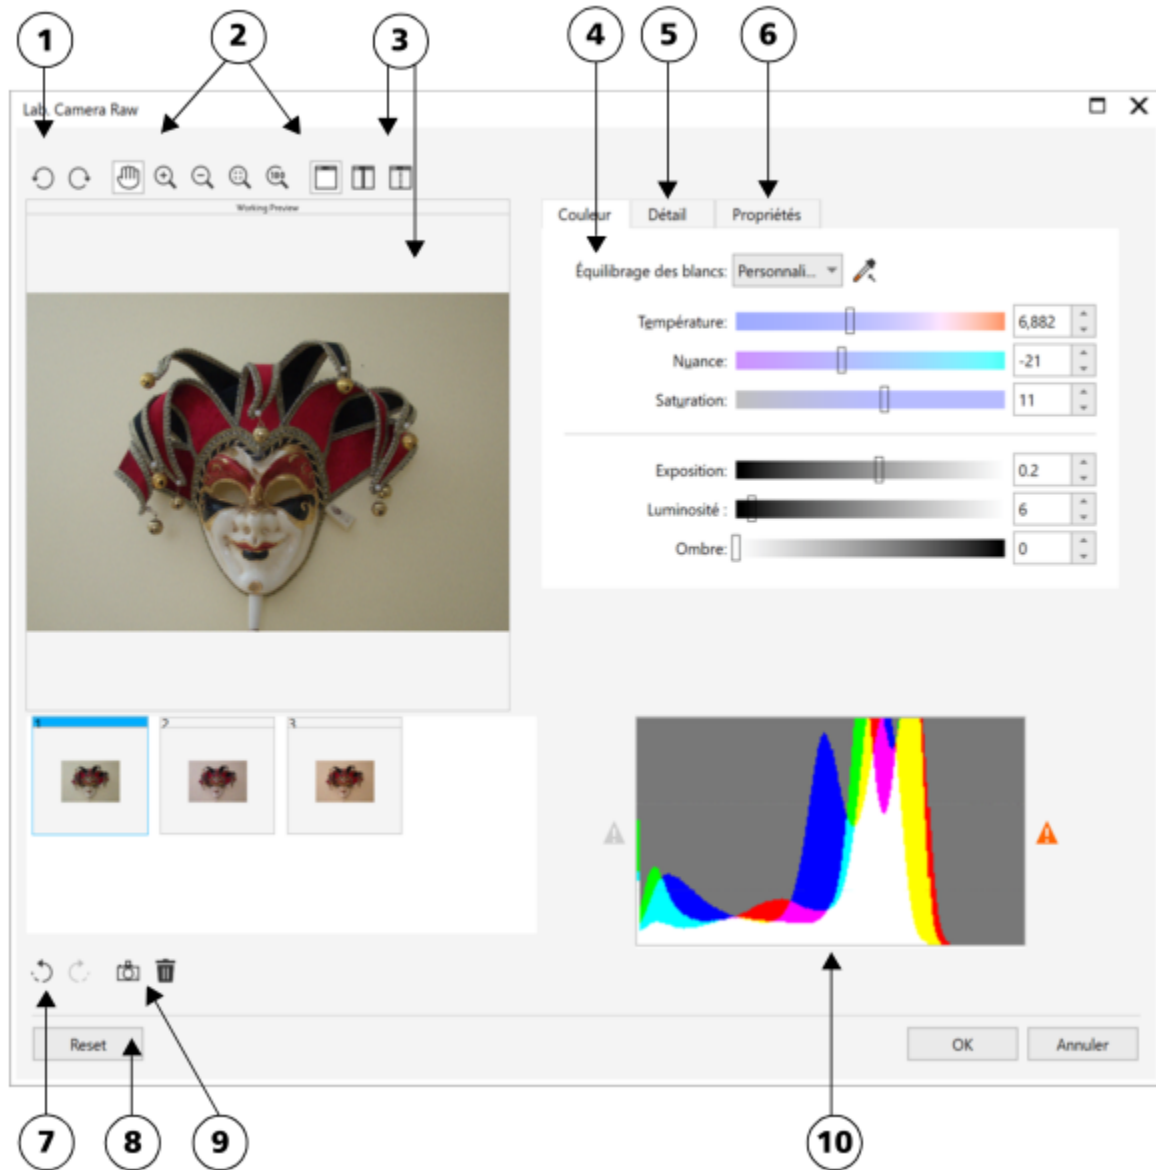 1
2
3
4
5
6
Lab. Camera Raw
100
Working Preview
Couleur
Détail
Propriétés
Équilibrage des blancs:
Personnali...
Température:
6,882
Nuance:
-21
Saturation:
11
Exposition:
0.2
Luminosité :
6
Ombre:
0
1
2
3
Reset
OK
Annuler
7
8
9
10